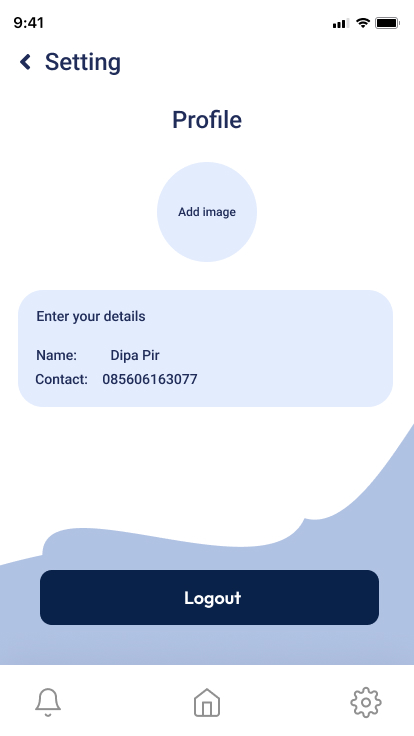 9:41
Setting
Profile
Add image
Enter your details
Name: Dipa Pir
Contact: 085606163077
Logout